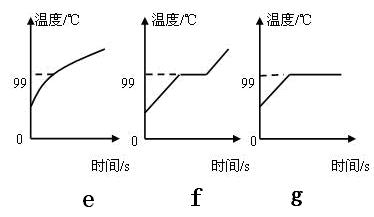 温度/℃ 温度/℃ 温度/℃
99 99 99
0 0 0
时间/s 时间/s 时间/s
e f g